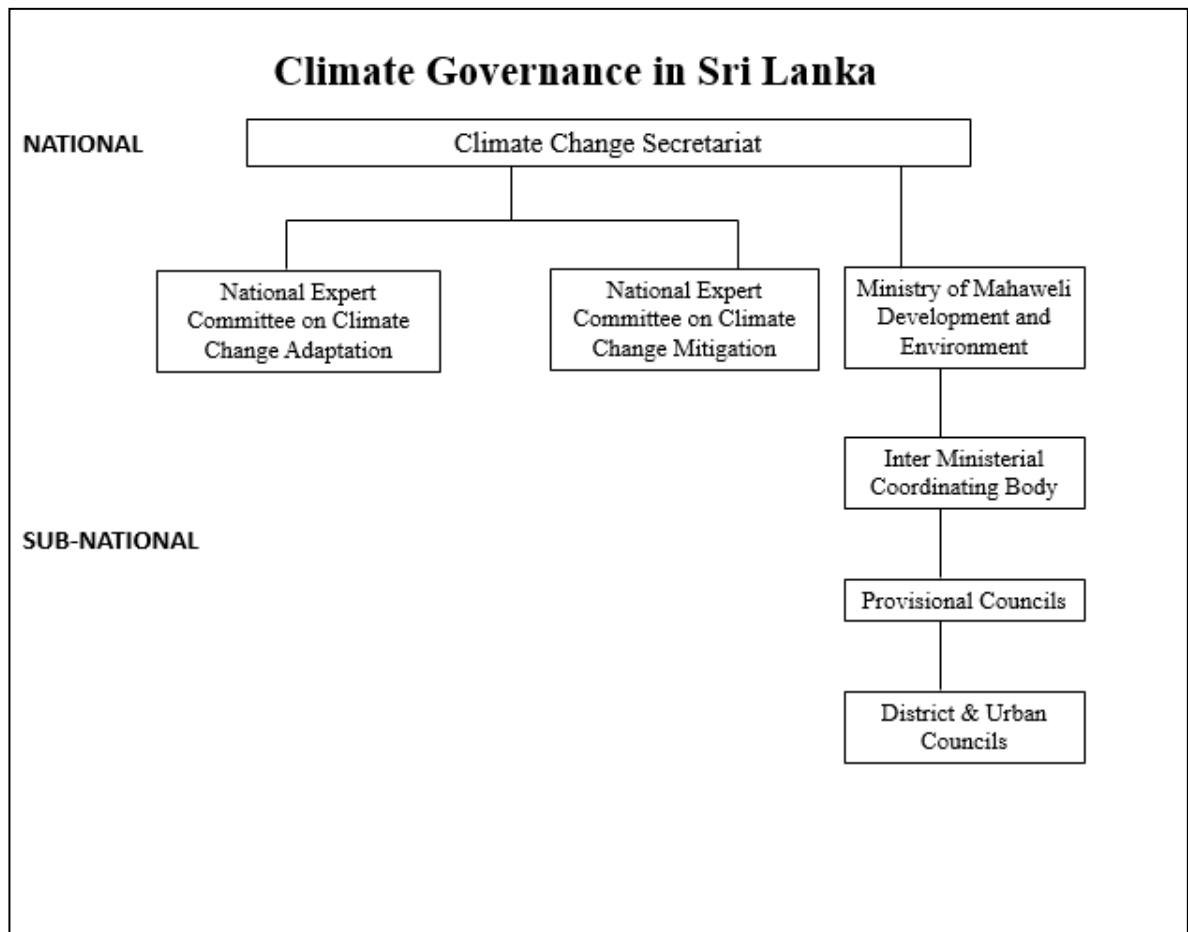 Climate Governance in Sri Lanka
NATIONAL
Climate Change Secretariat
National Expert
Committee on Climate
Change Adaptation
National Expert
Committee on Climate
Change Mitigation
Ministry of Mahaweli
Development and
Environment
Inter Ministerial
Coordinating Body
SUB-NATIONAL
Provisional Councils
District & Urban
Councils